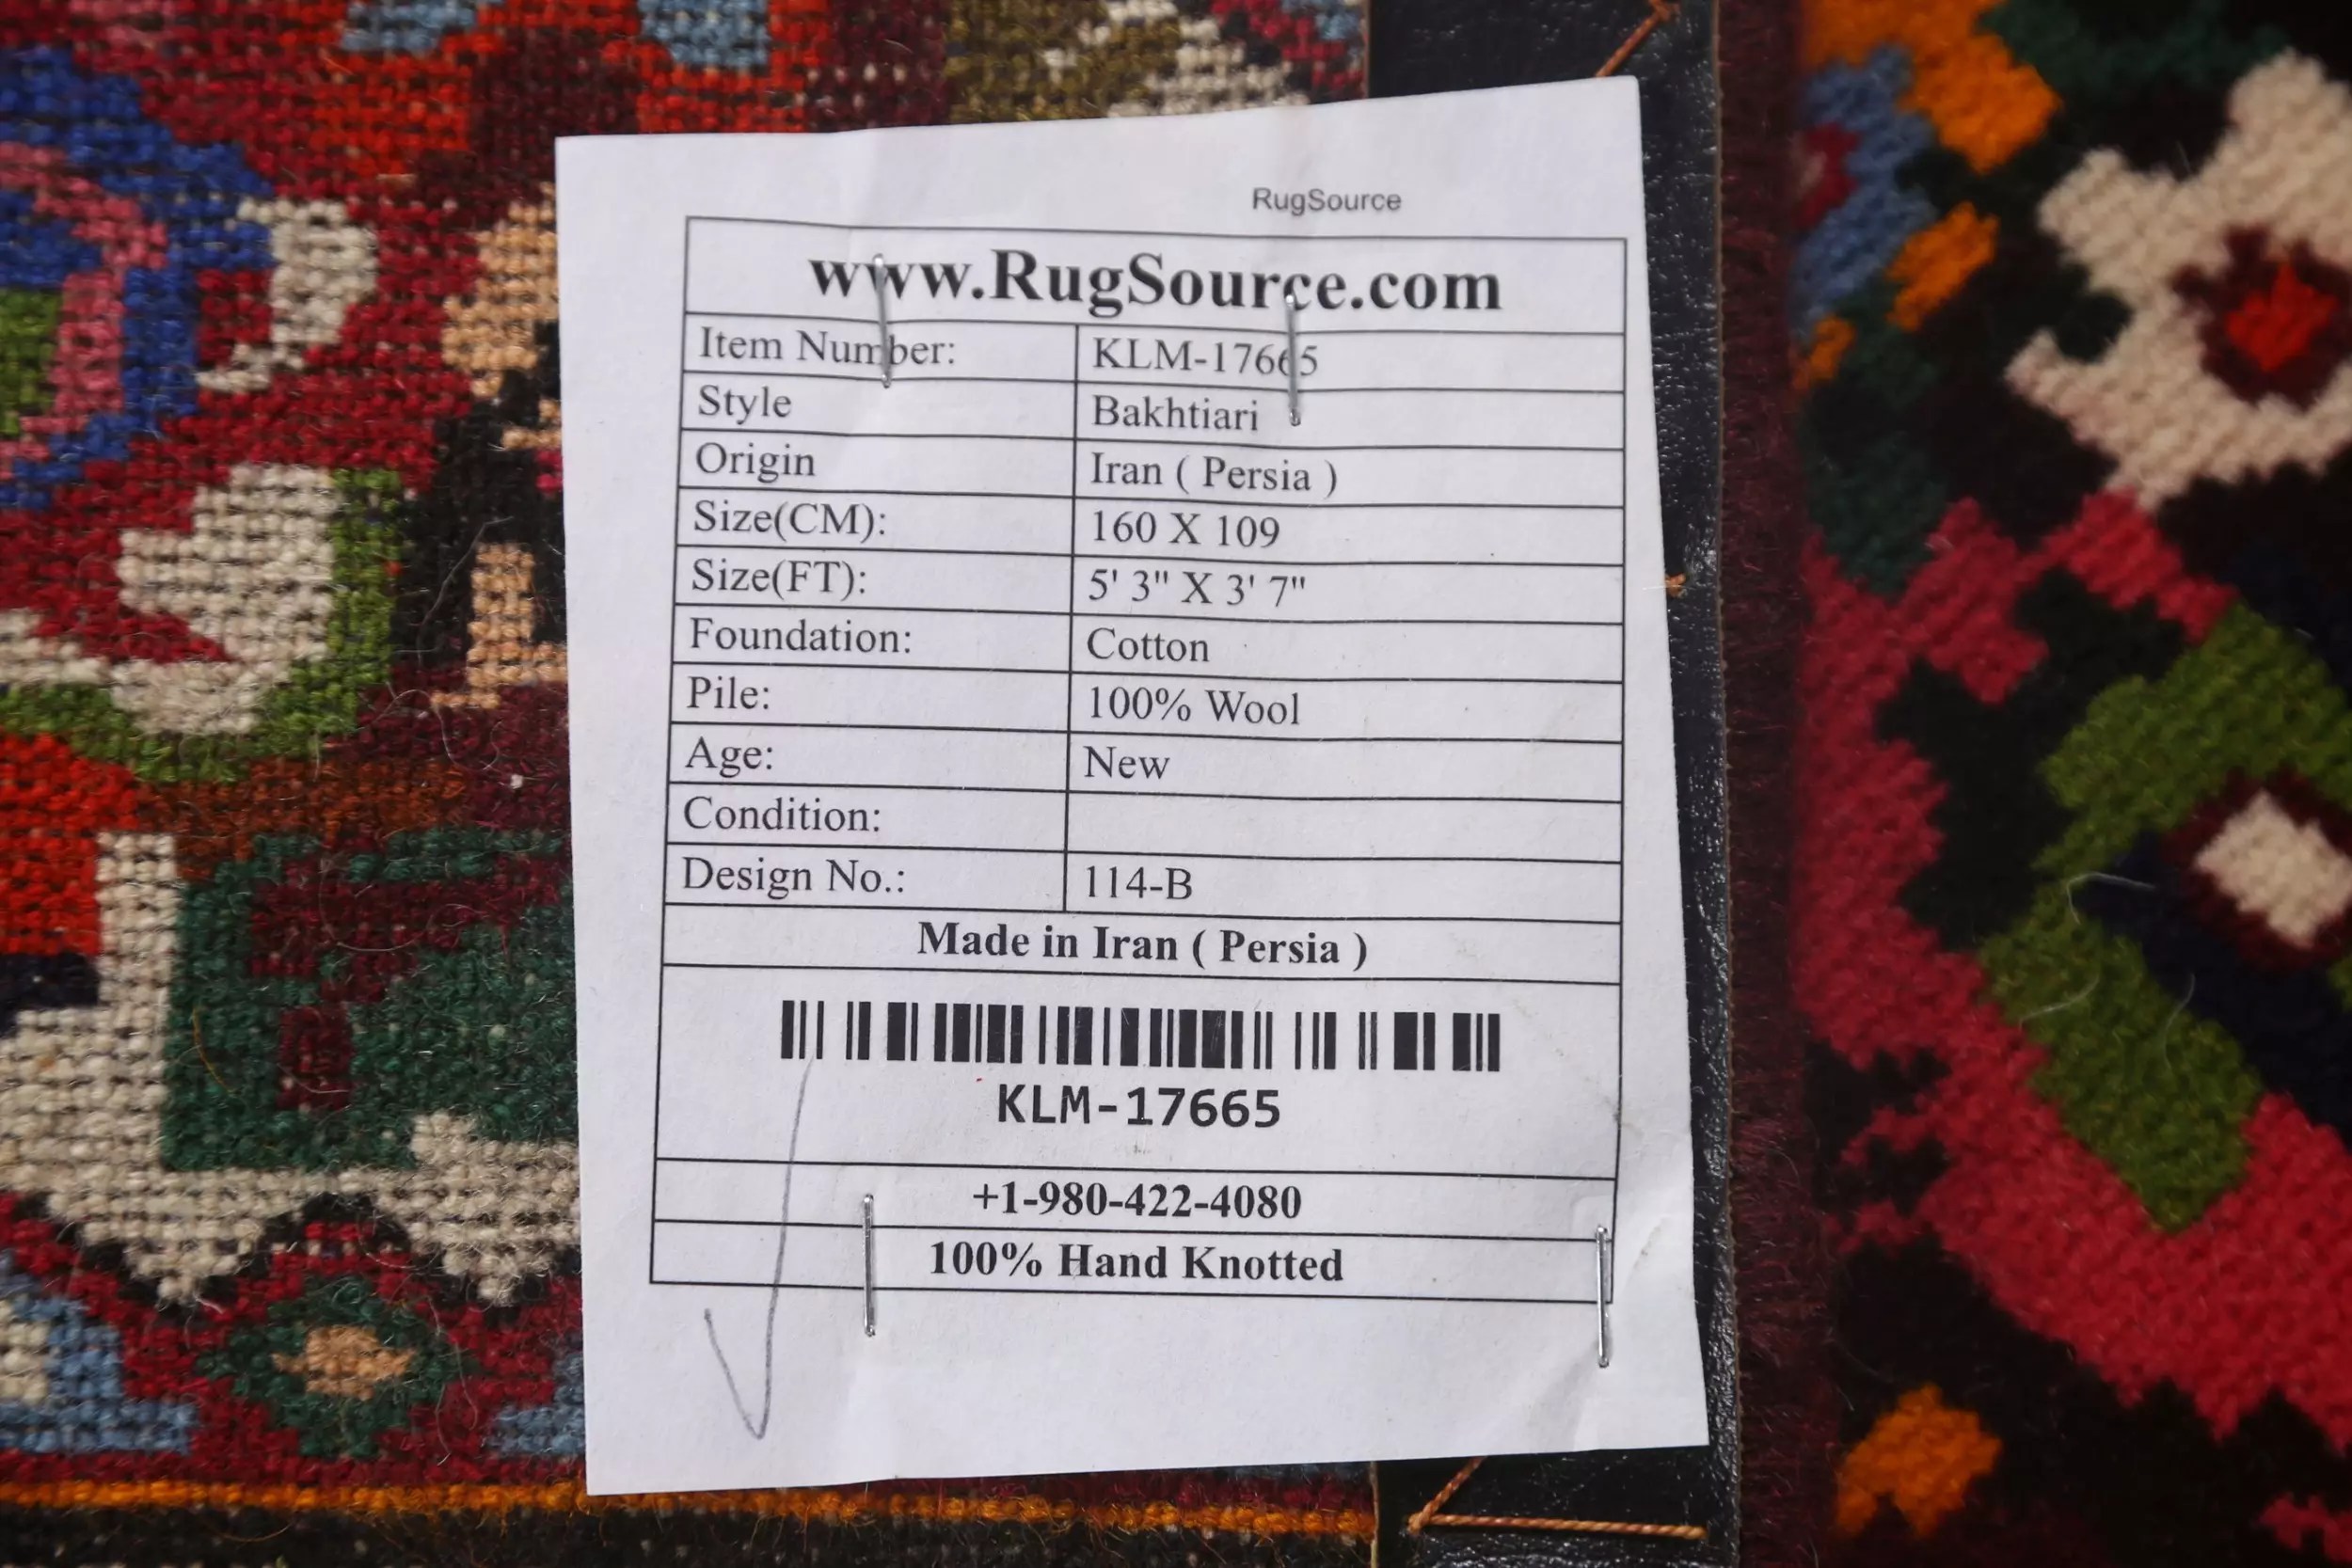 RugSource
www.RugSource.com
Item Number: KLM-17665
Style Bakhtiari
Origin Iran ( Persia )
Size(CM): 160 X 109
Size(FT): 5' 3" X 3' 7"
Foundation: Cotton
Pile: 100% Wool
Age: New
Condition:
Design No.: 114-B
Made in Iran ( Persia )
KLM-17665
+1-980-422-4080
100% Hand Knotted